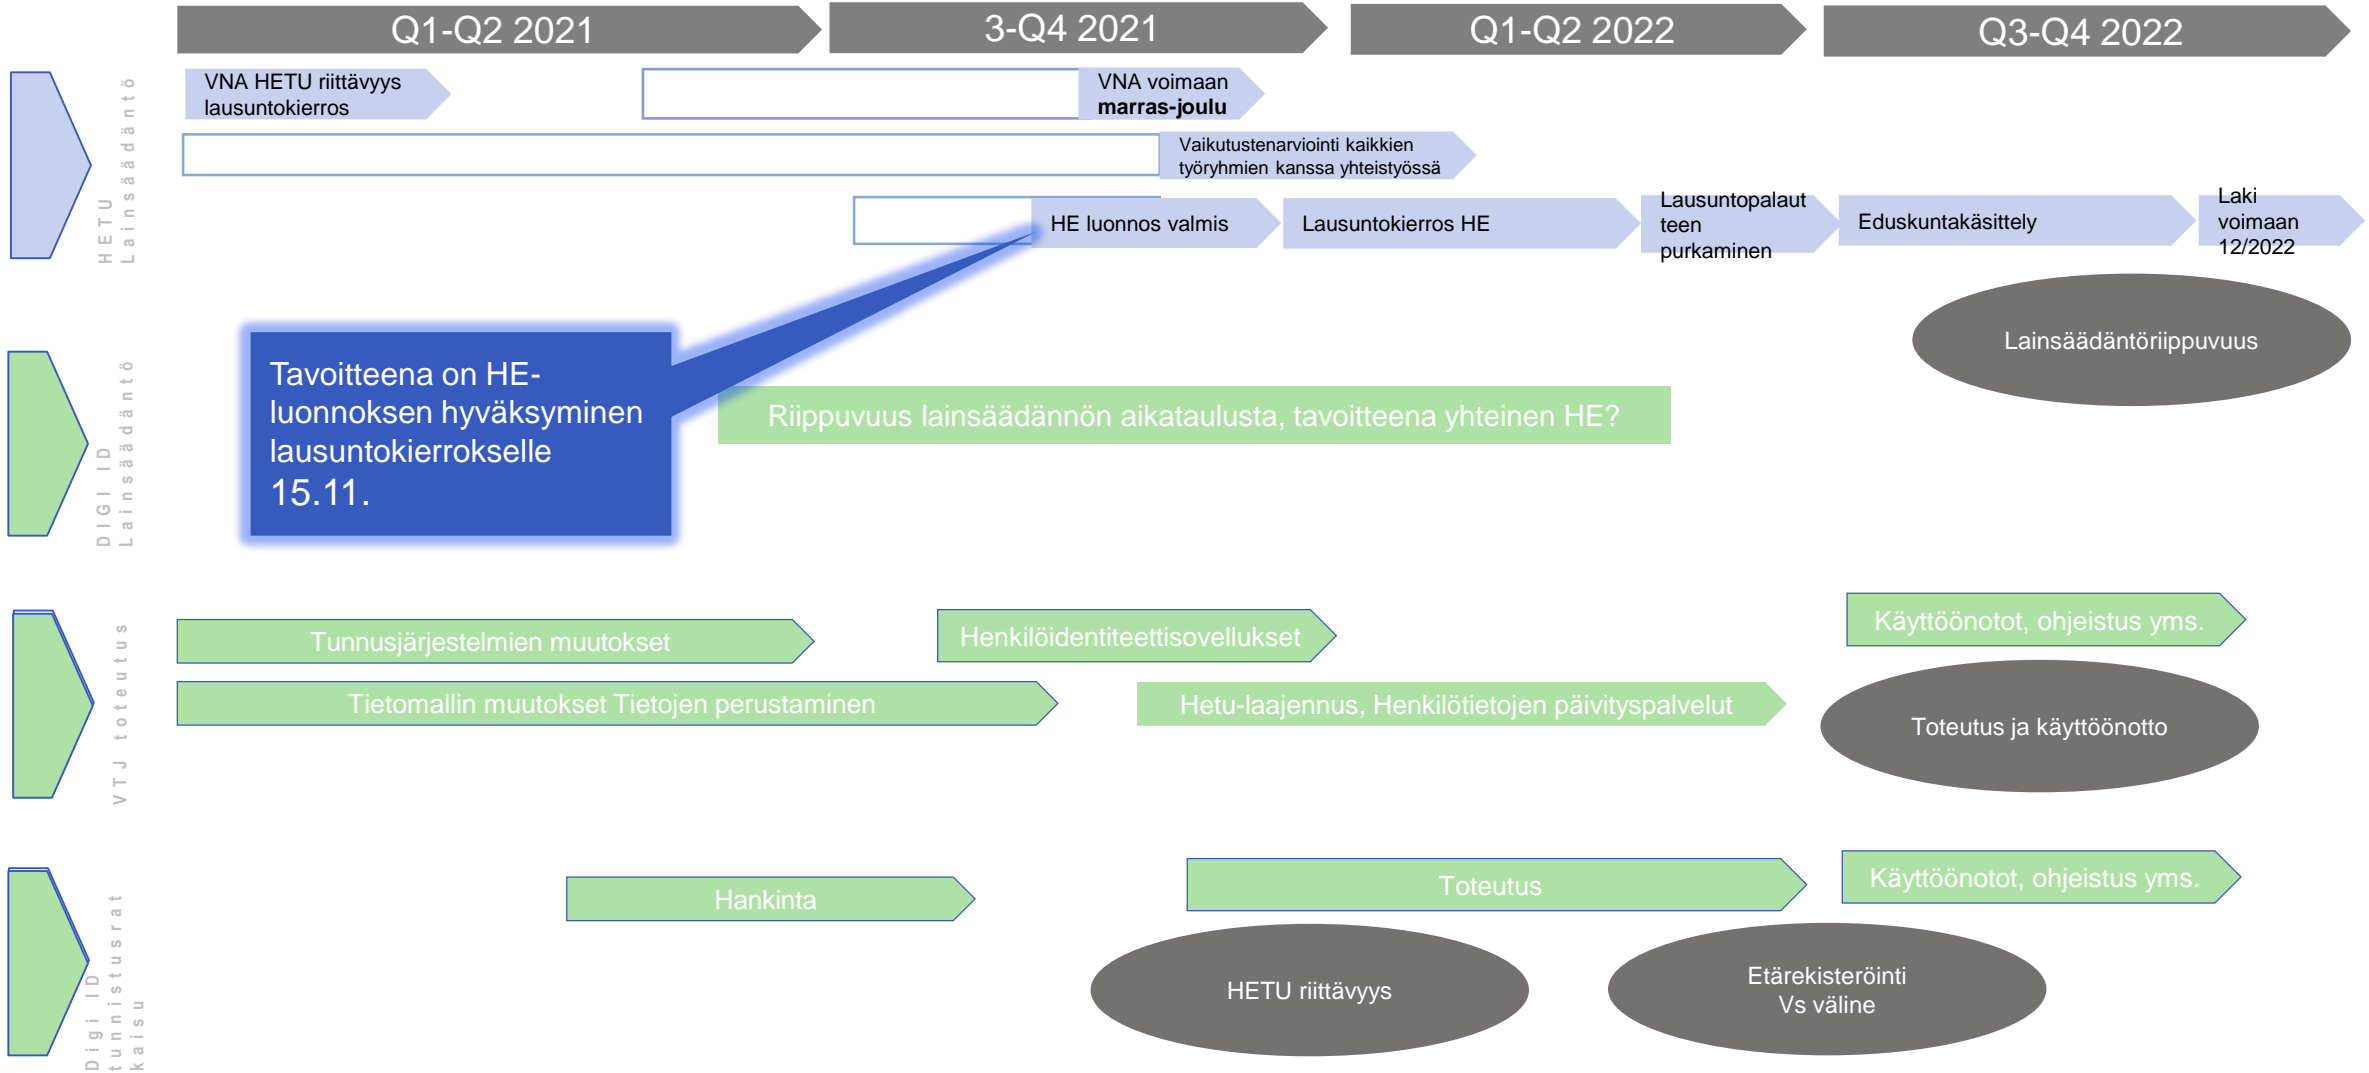 Q1-Q2 2021
3-Q4 2021
Q1-Q2 2022
Q3-Q4 2022
HETU
Lainsäädäntö
VNA HETU riittävyys
lausuntokierros
VNA voimaan
marras-joulu
Vaikutustenarviointi kaikkien
työryhmien kanssa yhteistyössä
HE luonnos valmis
Lausuntokierros HE
Lausuntopalaut
teen
purkaminen
Eduskuntakäsittely
Laki
voimaan
12/2022
Lainsäädäntöriippuvuus
DIGI ID
Lainsäädäntö
Tavoitteena on HE-
luonnoksen hyväksyminen
lausuntokierrokselle
15.11.
Riippuvuus lainsäädännön aikataulusta, tavoitteena yhteinen HE?
VTJ toteutus
Tunnusjärjestelmien muutokset
Henkilöidentiteettisovellukset
Käyttöönotot, ohjeistus yms.
Tietomallin muutokset Tietojen perustaminen
Hetu-laajennus, Henkilötietojen päivityspalvelut
Toteutus ja käyttöönotto
Digi ID
tunnistusrat
kaisu
Hankinta
Toteutus
Käyttöönotot, ohjeistus yms.
HETU riittävyys
Etärekisteröinti
Vs väline